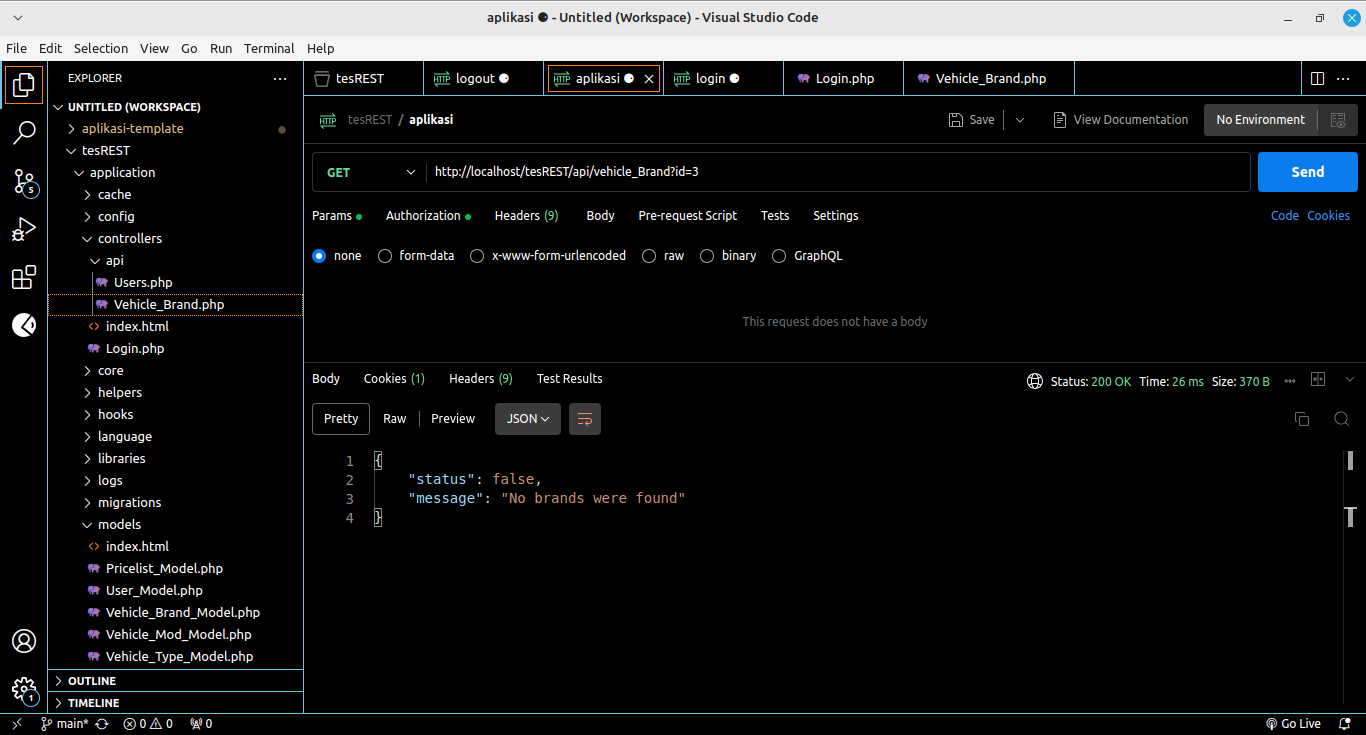 aplikasi ● - Untitled (Workspace) - Visual Studio Code
File Edit Selection View Go Run Terminal Help
EXPLORER ...
UNTITLED (WORKSPACE)
aplikasi-template
tesREST
application
cache
config
controllers
api
Users.php
Vehicle_Brand.php
index.html
Login.php
core
helpers
hooks
language
libraries
logs
migrations
models
index.html
Pricelist_Model.php
User_Model.php
Vehicle_Brand_Model.php
Vehicle_Mod_Model.php
Vehicle_Type_Model.php
OUTLINE
TIMELINE
5
1
tesREST HTTP logout HTTP aplikasi HTTP login Login.php Vehicle_Brand.php ...
HTTP tesREST / aplikasi Save View Documentation No Environment
GET http://localhost/tesREST/api/vehicle_Brand?id=3 Send
Params Authorization Headers (9) Body Pre-request Script Tests Settings Code Cookies
none form-data x-www-form-urlencoded raw binary GraphQL
This request does not have a body
Body Cookies (1) Headers (9) Test Results Status: 200 OK Time: 26 ms Size: 370 B
Pretty Raw Preview JSON
1 {
2 "status": false,
3 "message": "No brands were found"
4 }
main* 0 0 0 Go Live